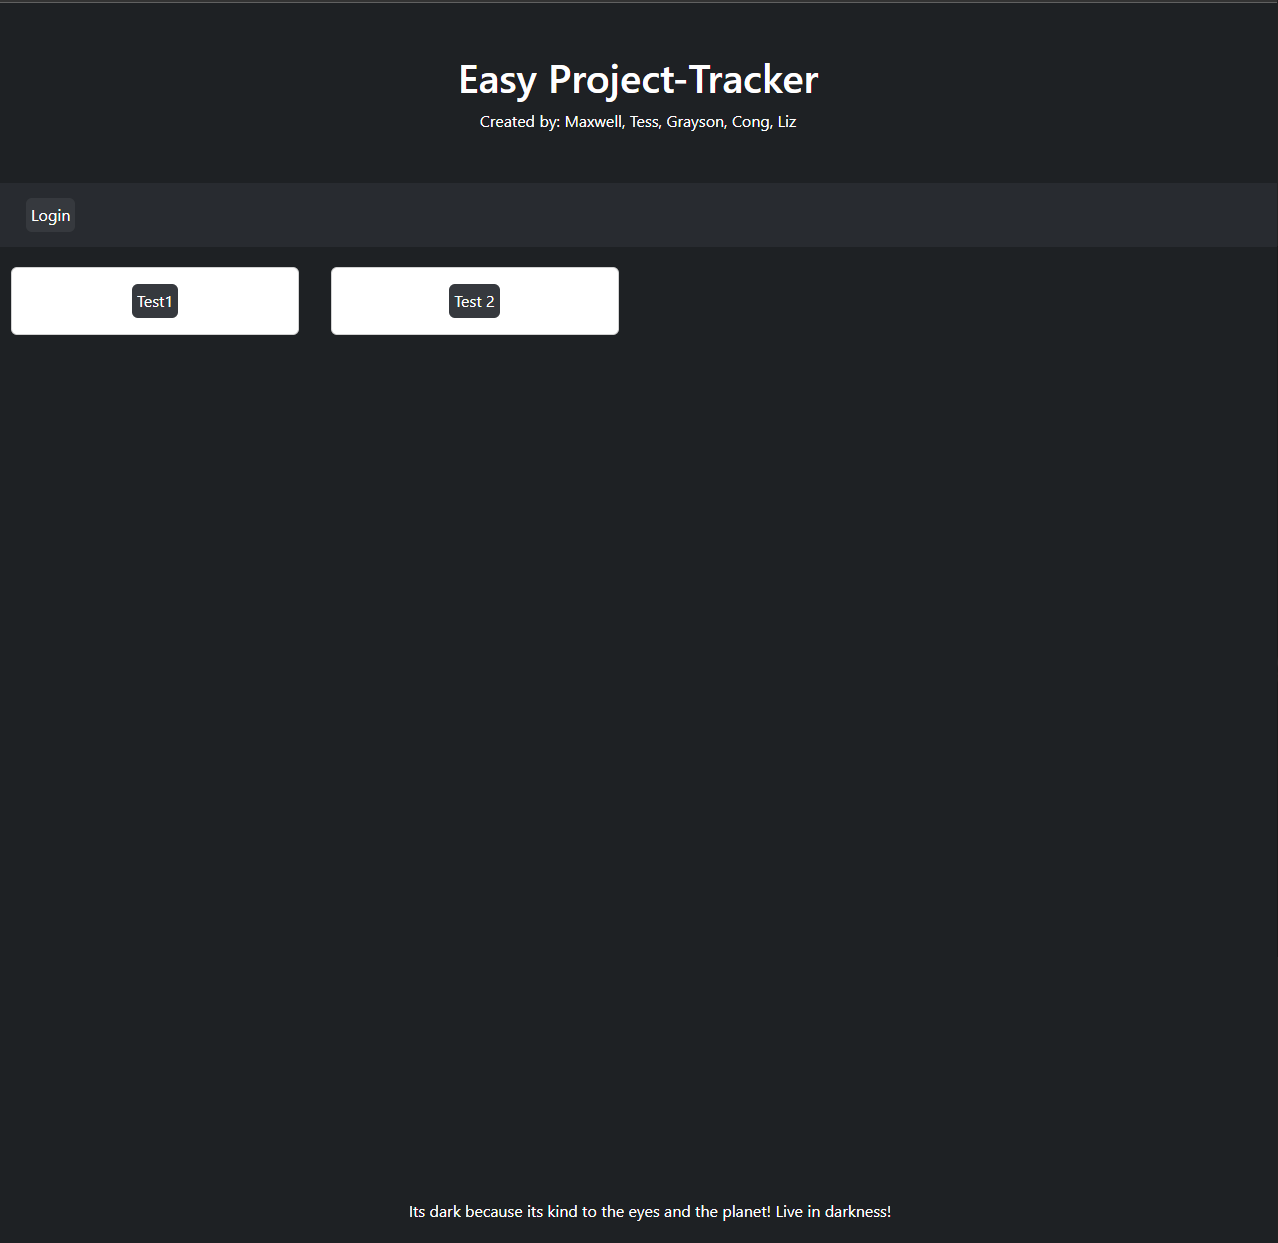 Easy Project-Tracker
Created by: Maxwell, Tess, Grayson, Cong, Liz
Login
Test1
Test 2
Its dark because its kind to the eyes and the planet! Live in darkness!